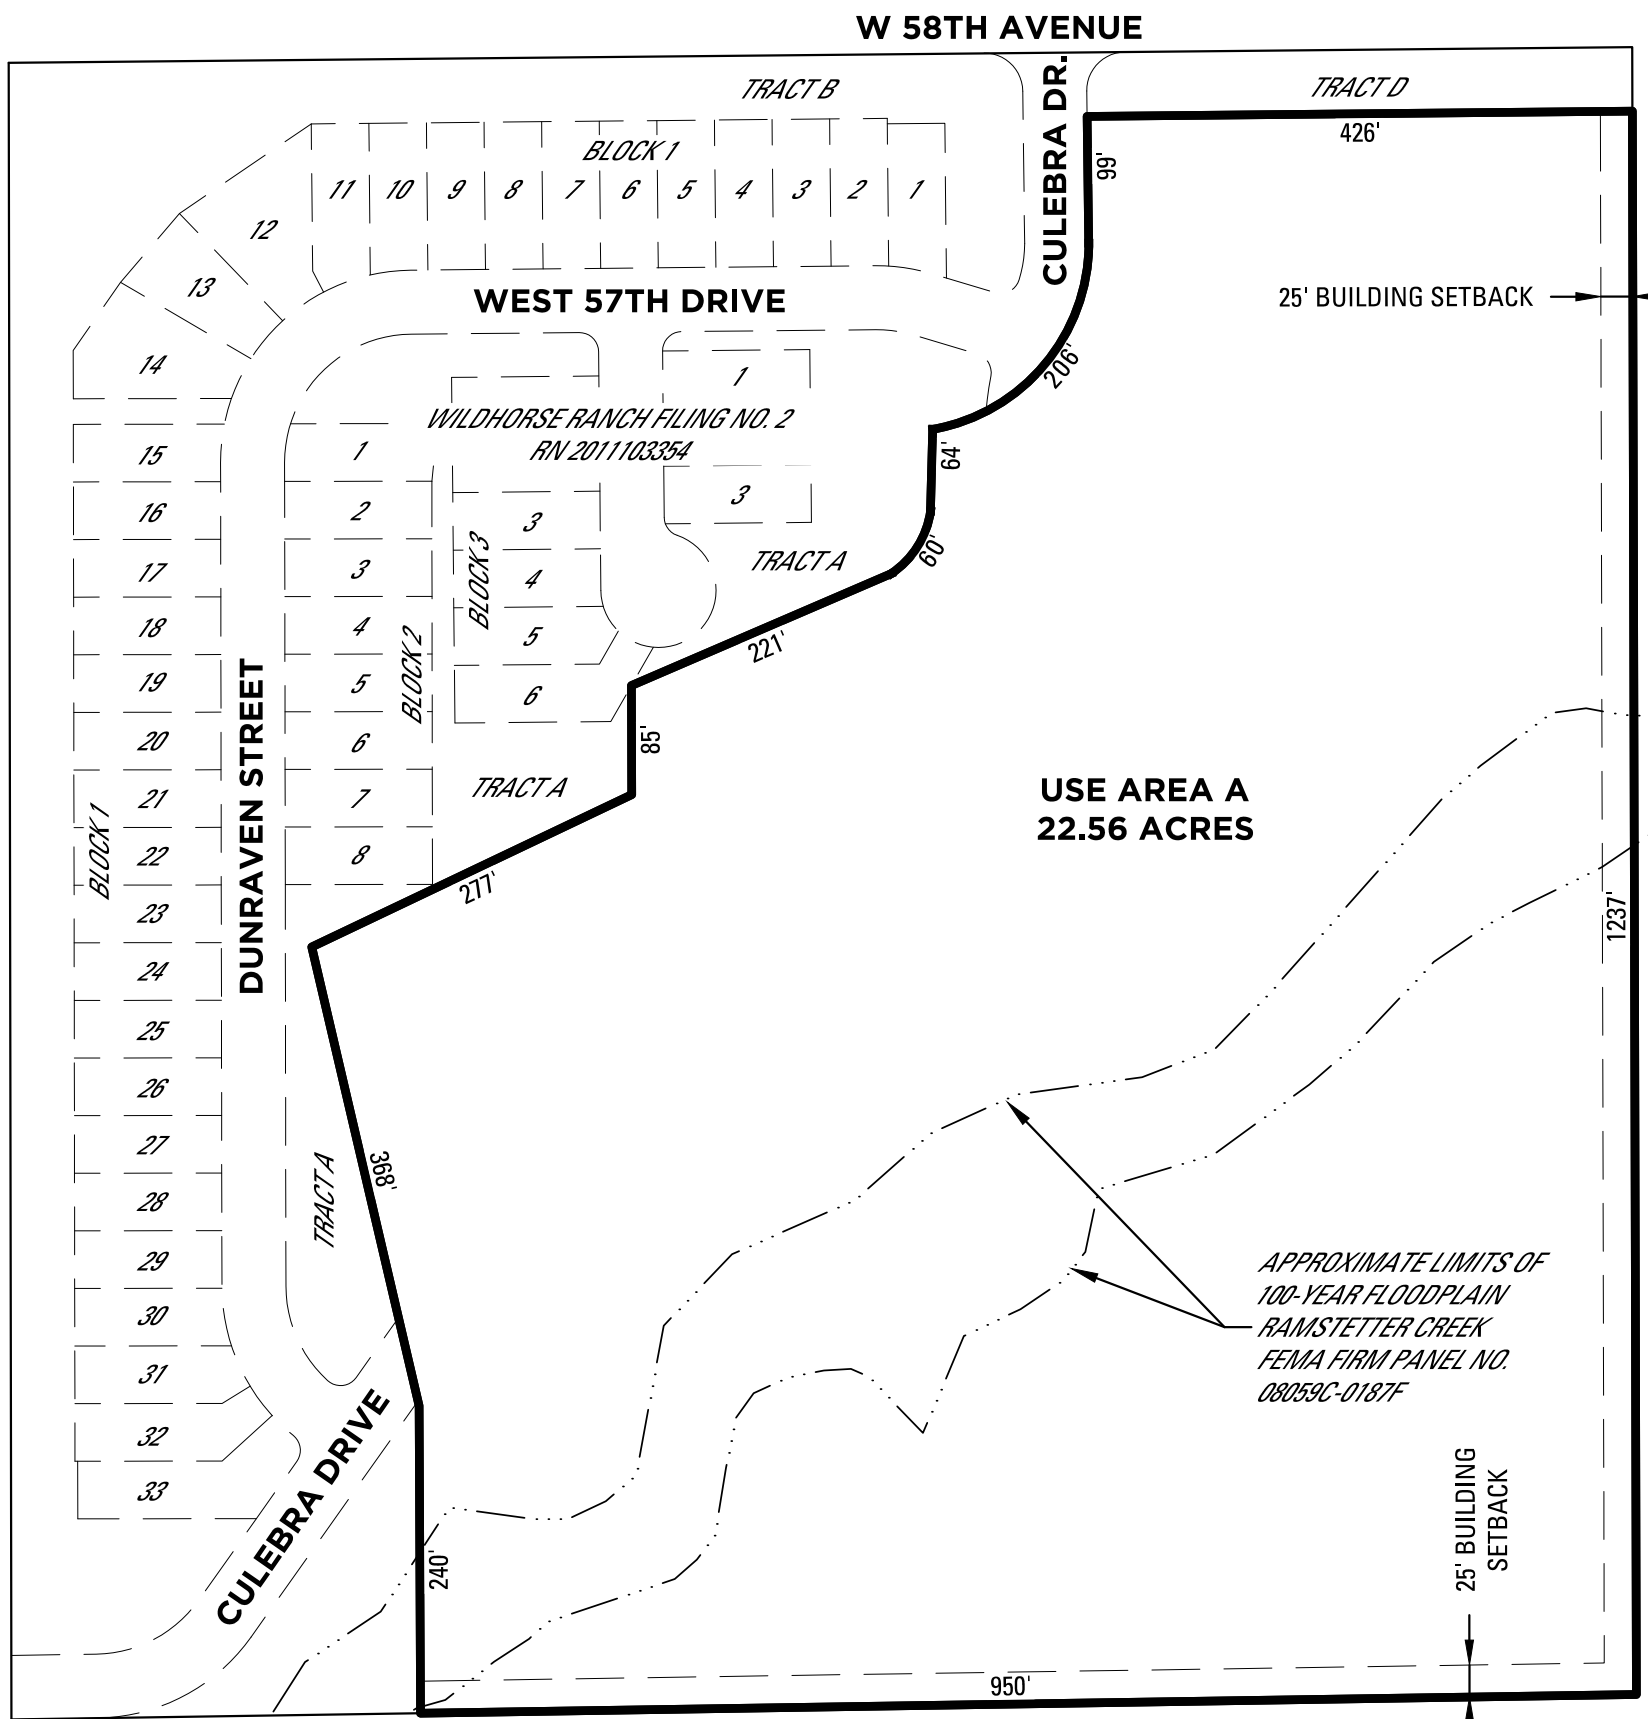 W 58TH AVENUE
TRACT B
CULEBRA DR.
TRACT D
426'
99'
BLOCK 1
11
10
9
8
7
6
5
4
3
2
1
12
13
14
WEST 57TH DRIVE
25' BUILDING SETBACK
206'
1
WILDHORSE RANCH FILING NO. 2
RN 2011103354
64'
15
16
17
18
19
20
21
22
23
24
25
26
27
28
29
30
31
32
33
BLOCK 1
DUNRAVEN STREET
1
2
3
4
5
6
7
8
BLOCK 2
BLOCK 3
3
4
5
6
3
TRACT A
60'
221'
85'
TRACT A
277'
USE AREA A
22.56 ACRES
1237'
368'
TRACT A
APPROXIMATE LIMITS OF
100-YEAR FLOODPLAIN
RAMSTETTER CREEK
FEMA FIRM PANEL NO.
08059C-0187F
CULEBRA DRIVE
240'
25' BUILDING
SETBACK
950'